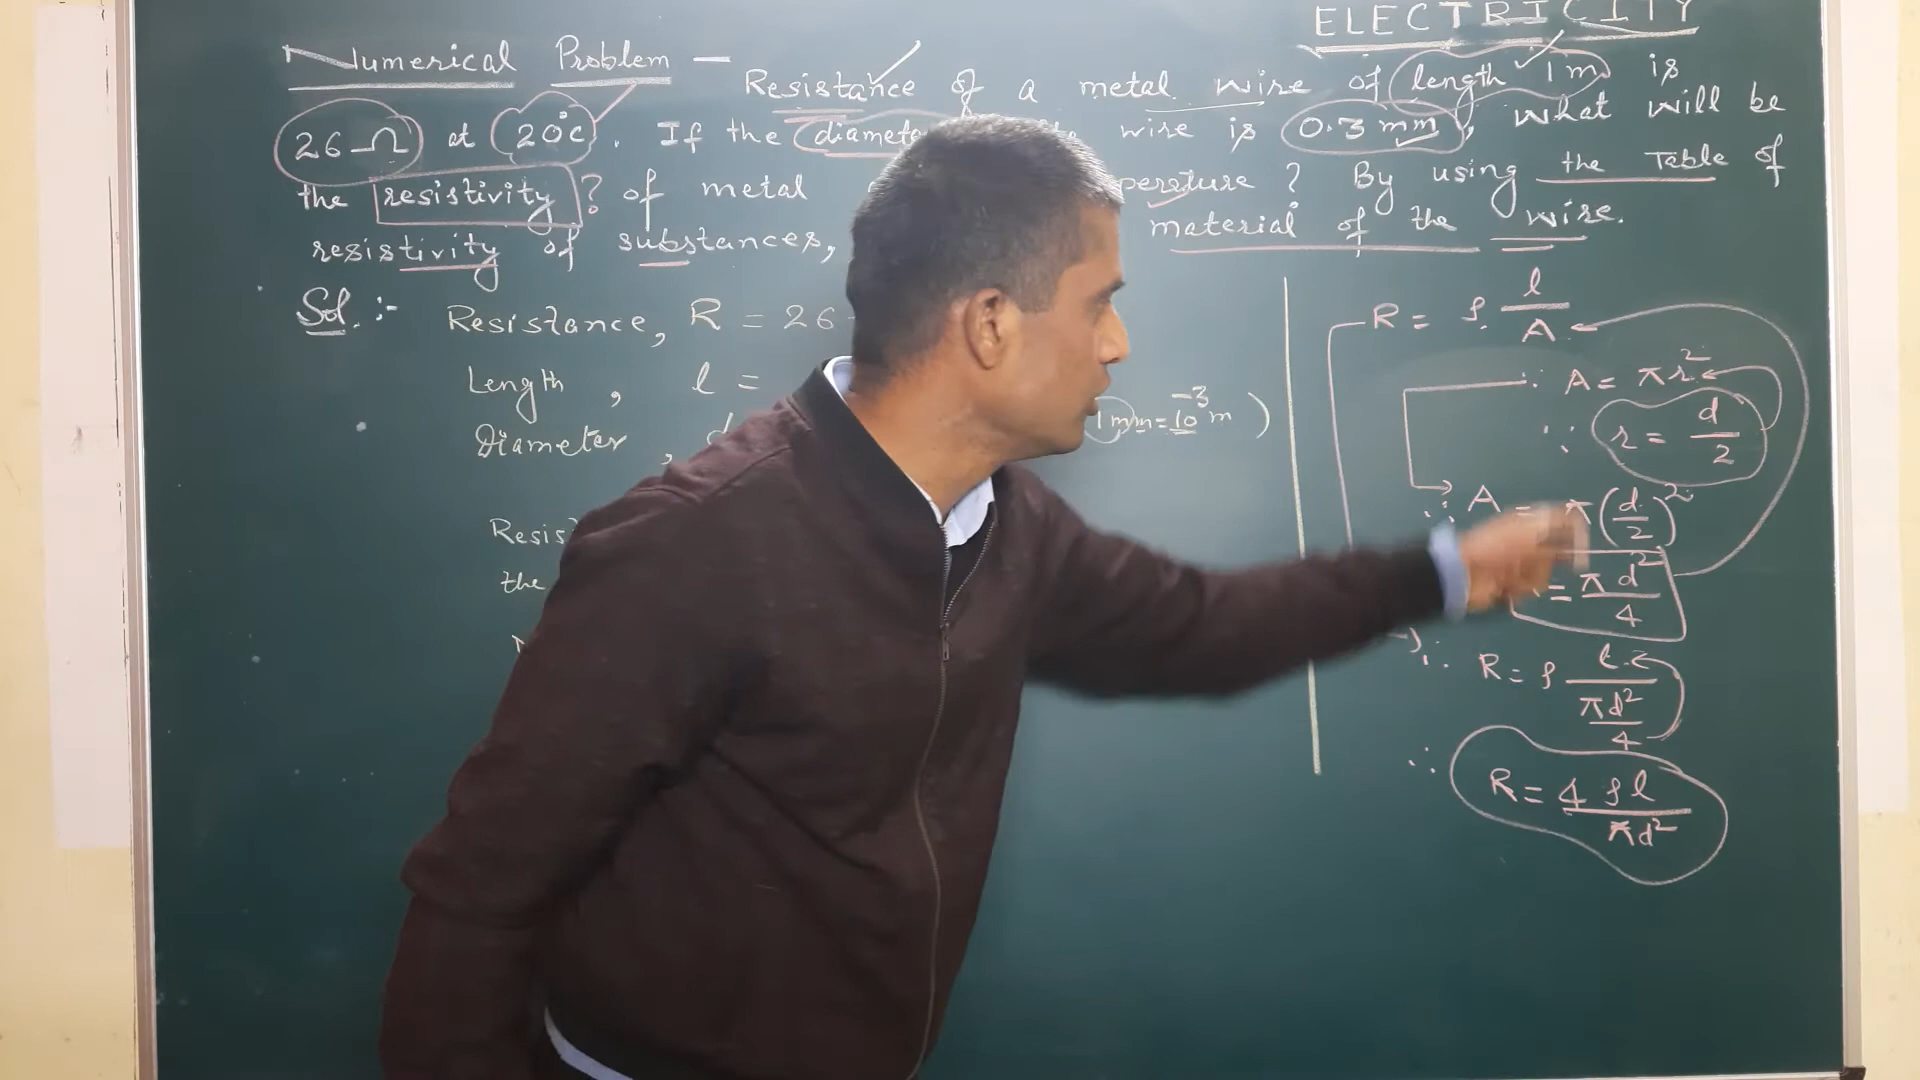 ELECTRICITY
Numerical Problem – Resistance of a metal wire of length 1 m is
26 Ω at 20°c. If the diamete wire is 0.3 mm, what will be
the resistivity? of metal perature? By using the Table of
resistivity of substances, material of the wire.
Sol. :- Resistance, R = 26
Length, l =
Diameter, d 1mm = 10⁻³ m )
Resis
the
R = ρ. l/A
∵ A = πr²
∵ r = d/2
∴ A = π(d/2)²
= πd²/4
∴ R = ρ l/(πd²/4)
∴ R = 4ρl/πd²